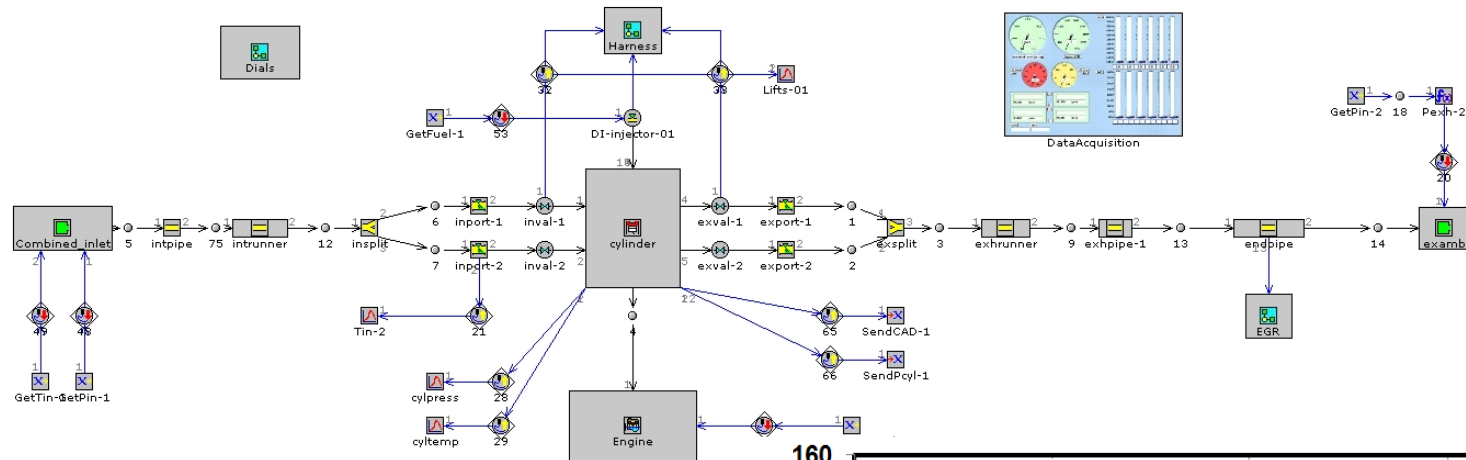 Dials
Harness
32
33
Lifts-01
GetFuel-1
53
DI-injector-01
DataAcquisition
GetPin-2
18
Pexh-2
20
Combined_inlet
5
intpipe
75
intrunner
12
insplit
6
inport-1
inval-1
cylinder
exval-1
export-1
1
7
inport-2
inval-2
exval-2
export-2
2
exsplit
3
exhrunner
9
exhpipe-1
13
endpipe
14
examb
49
48
GetPin-1
Tin-2
21
4
65
SendCAD-1
66
SendPcyl-1
EGR
cylpress
28
cyltemp
29
Engine
160